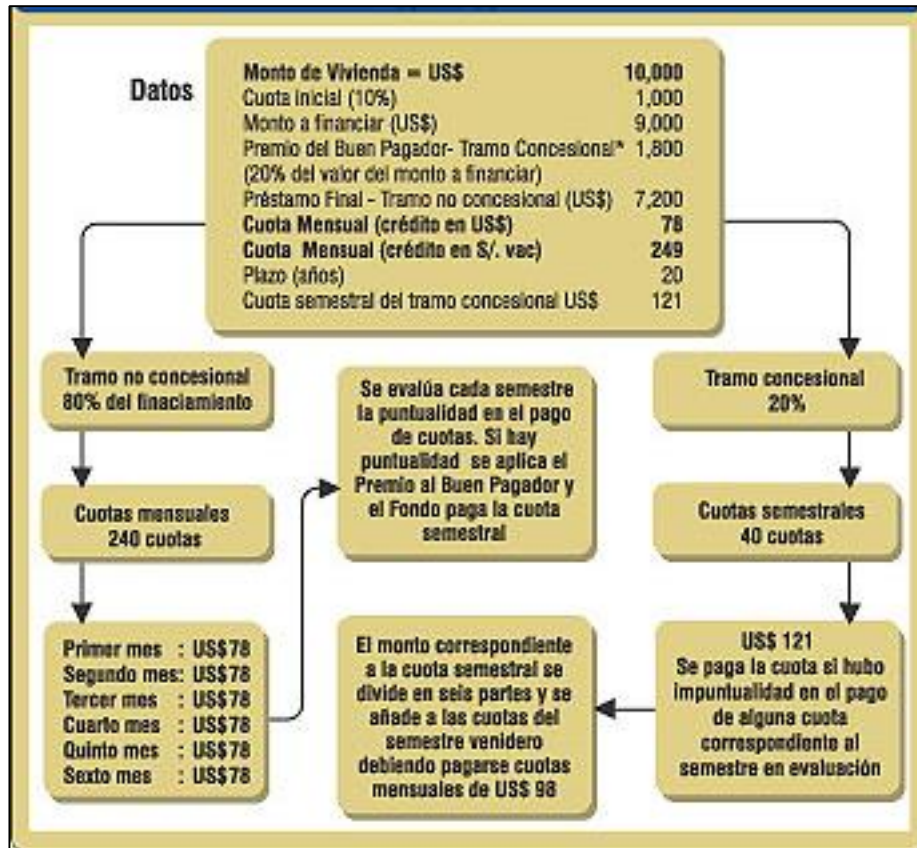 Datos
Monto de Vivienda = US$ 10,000
Cuota inicial (10%) 1,000
Monto a financiar (US$) 9,000
Premio del Buen Pagador- Tramo Concesional* 1,800
(20% del valor del monto a financiar)
Préstamo Final - Tramo no concesional (US$) 7,200
Cuota Mensual (crédito en US$) 78
Cuota Mensual (crédito en S/. vac) 249
Plazo (años) 20
Cuota semestral del tramo concesional US$ 121
Tramo no concesional
80% del finaciamiento
Cuotas mensuales
240 cuotas
Primer mes : US$78
Segundo mes: US$78
Tercer mes : US$78
Cuarto mes : US$78
Quinto mes : US$78
Sexto mes : US$78
Se evalúa cada semestre
la puntualidad en el pago
de cuotas. Si hay
puntualidad se aplica el
Premio al Buen Pagador y
el Fondo paga la cuota
semestral
Tramo concesional
20%
Cuotas semestrales
40 cuotas
US$ 121
Se paga la cuota si hubo
impuntualidad en el pago
de alguna cuota
correspondiente al
semestre en evaluación
El monto correspondiente
a la cuota semestral se
divide en seis partes y se
añade a las cuotas del
semestre venidero
debiendo pagarse cuotas
mensuales de US$ 98